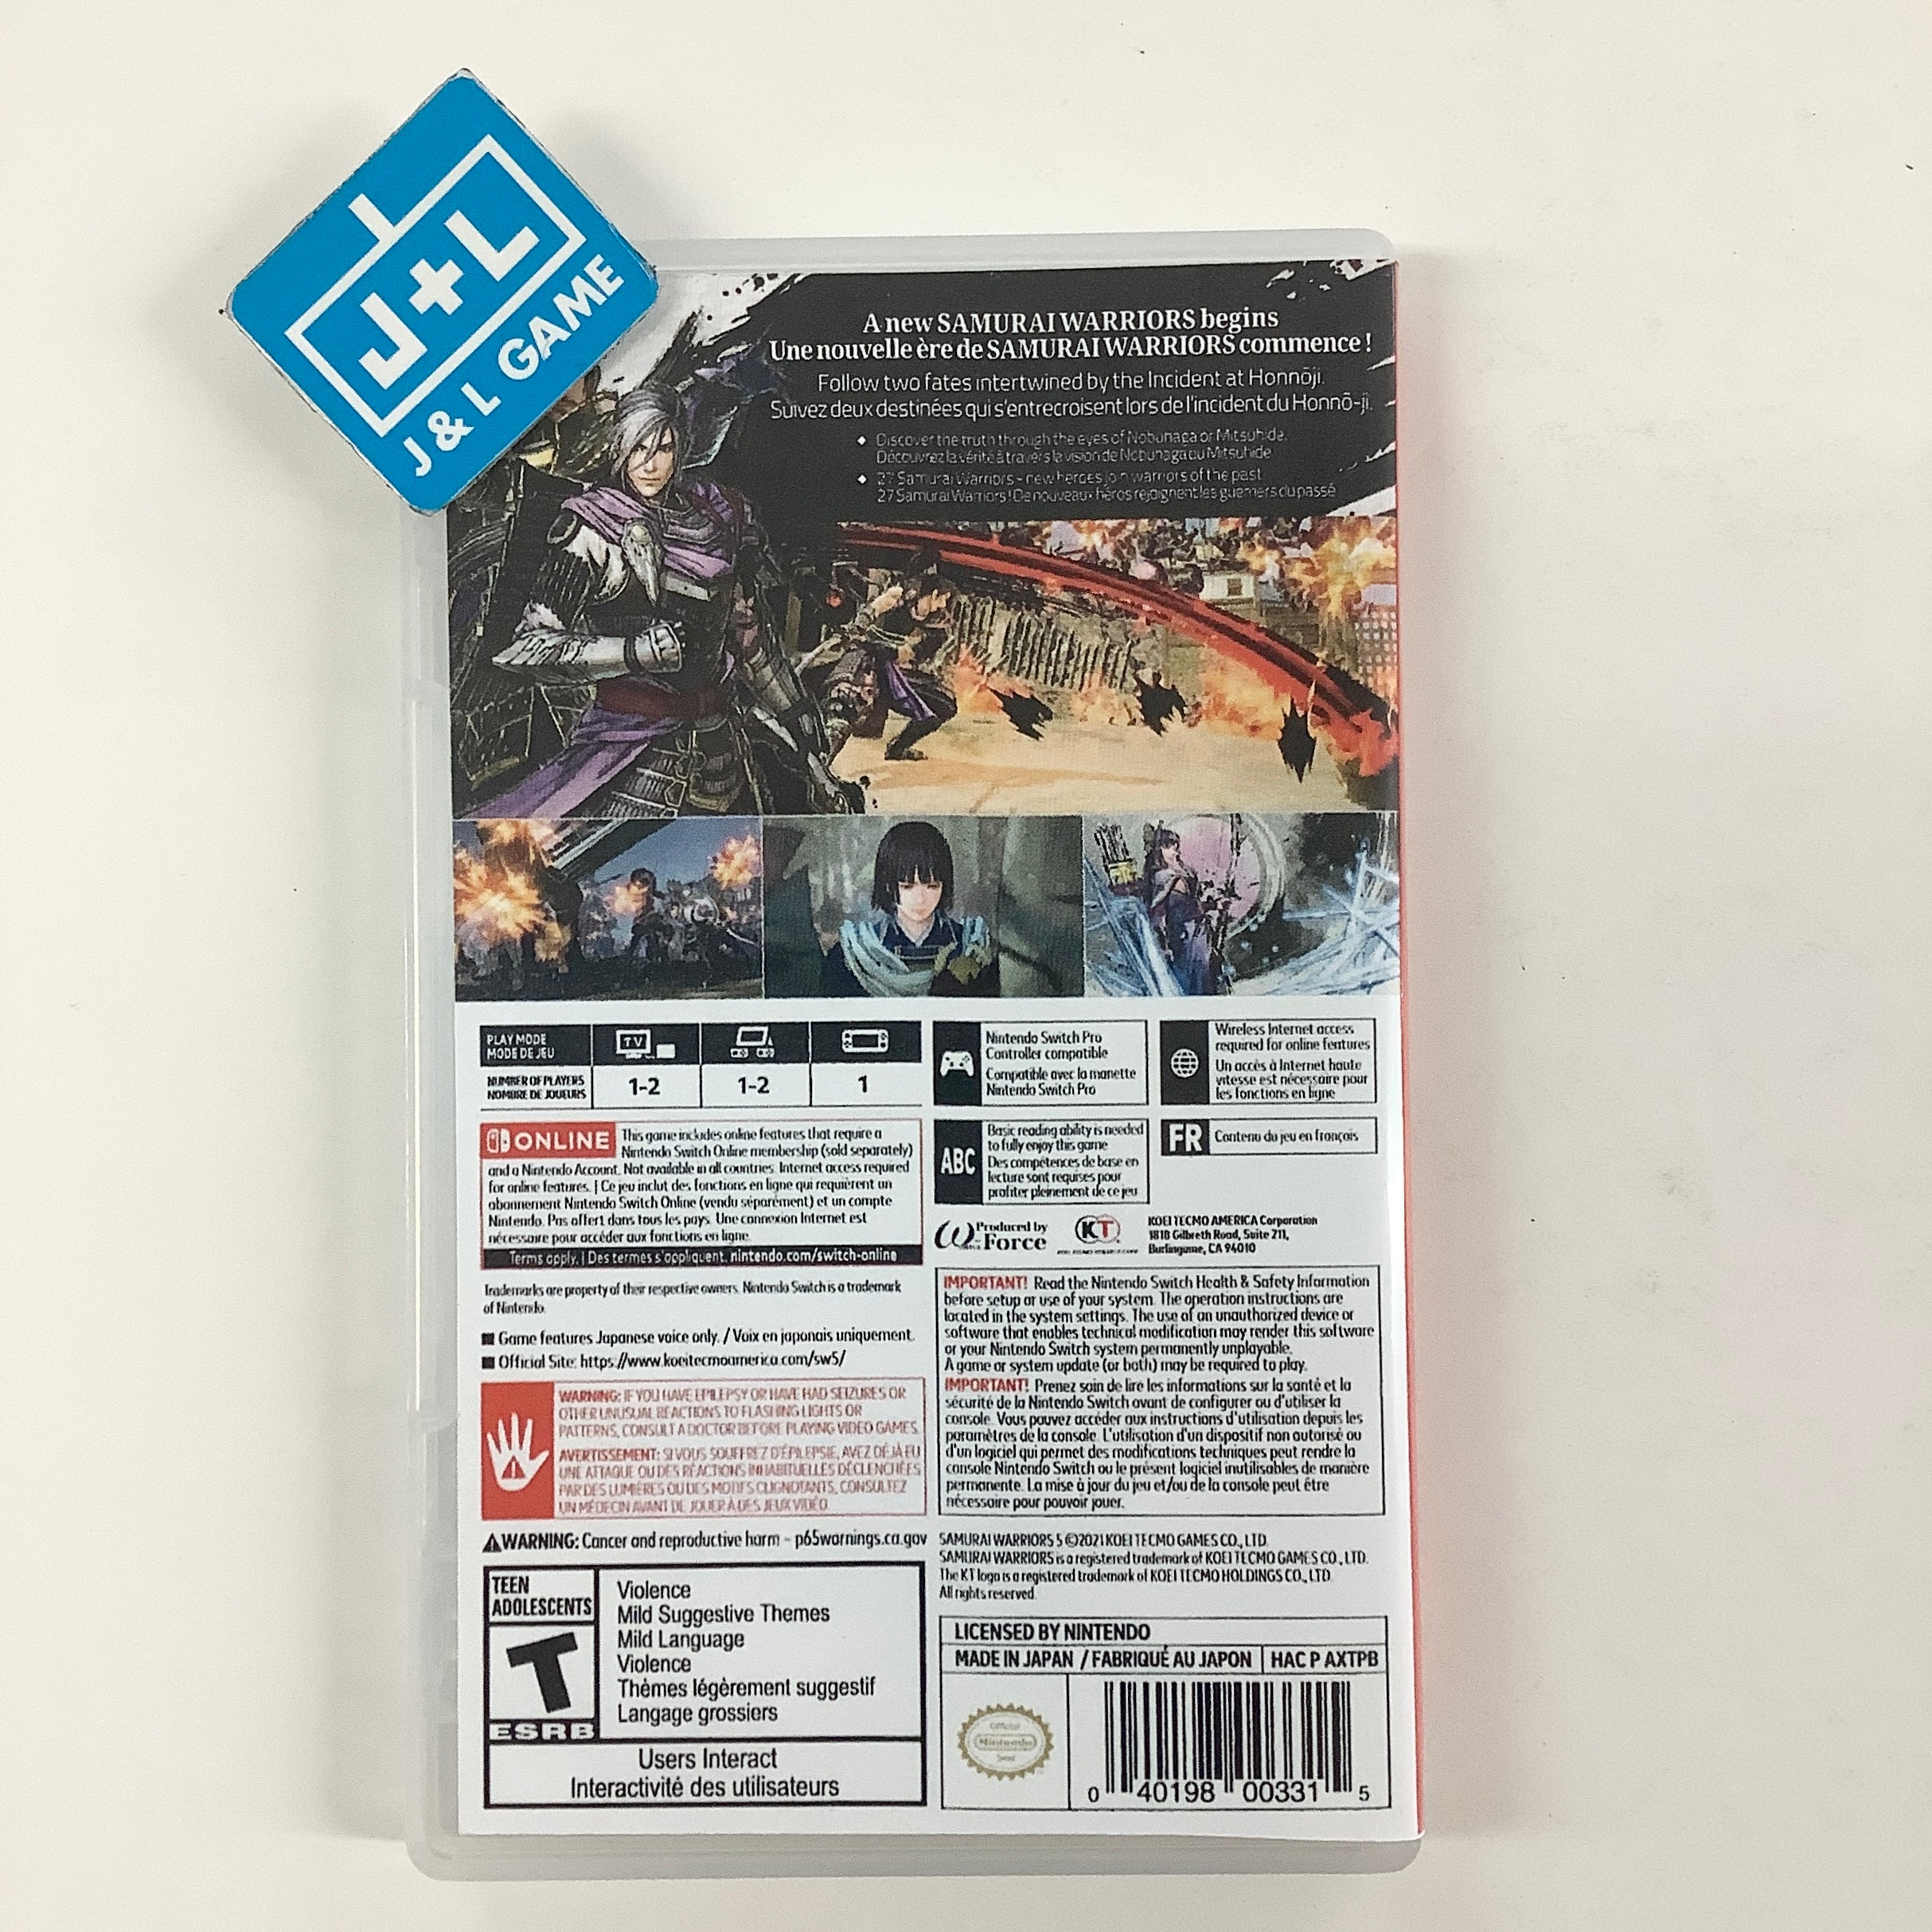 J+L
J & L GAME
A new SAMURAI WARRIORS begins
Une nouvelle ère de SAMURAI WARRIORS commence !
Follow two fates intertwined by the Incident at Honnōji.
Suivez deux destinées qui s'entrecroisent lors de l'incident du Honnō-ji.
Discover the truth through the eyes of Nobunaga or Mitsuhide.
Découvrez la vérité à travers la vision de Nobunaga ou Mitsuhide
27 Samurai Warriors - new heroes join warriors of the past
27 Samurai Warriors ! De nouveaux héros rejoignent les guerriers du passé
PLAY MODE
MODE DE JEU
TV
NUMBER OF PLAYERS
NOMBRE DE JOUEURS
1-2
1-2
1
Nintendo Switch Pro
Controller compatible
Compatible avec la manette
Nintendo Switch Pro
Wireless Internet access
required for online features
Un accès à Internet haute
vitesse est nécessaire pour
les fonctions en ligne
ONLINE This game includes online features that require a
Nintendo Switch Online membership (sold separately)
and a Nintendo Account. Not available in all countries. Internet access required
for online features. | Ce jeu inclut des fonctions en ligne qui requièrent un
abonnement Nintendo Switch Online (vendu séparément) et un compte
Nintendo. Pas offert dans tous les pays. Une connexion Internet est
nécessaire pour accéder aux fonctions en ligne.
Terms apply. | Des termes s'appliquent. nintendo.com/switch-online
ABC
Basic reading ability is needed
to fully enjoy this game
Des compétences de base en
lecture sont requises pour
profiter pleinement de ce jeu
FR Contenu du jeu en français
Produced by
ω-Force
KT
KOEI TECMO AMERICA Corporation
1818 Gilbreth Road, Suite 211,
Burlingame, CA 94010
Trademarks are property of their respective owners. Nintendo Switch is a trademark
of Nintendo.
■ Game features Japanese voice only. / Voix en japonais uniquement.
■ Official Site: https://www.koeitecmoamerica.com/sw5/
WARNING: IF YOU HAVE EPILEPSY OR HAVE HAD SEIZURES OR
OTHER UNUSUAL REACTIONS TO FLASHING LIGHTS OR
PATTERNS, CONSULT A DOCTOR BEFORE PLAYING VIDEO GAMES.
AVERTISSEMENT: SI VOUS SOUFFREZ D'ÉPILEPSIE, AVEZ DÉJÀ EU
UNE ATTAQUE OU DES RÉACTIONS INHABITUELLES DÉCLENCHÉES
PAR DES LUMIÈRES OU DES MOTIFS CLIGNOTANTS, CONSULTEZ
UN MÉDECIN AVANT DE JOUER À DES JEUX VIDÉO.
IMPORTANT! Read the Nintendo Switch Health & Safety Information
before setup or use of your system. The operation instructions are
located in the system settings. The use of an unauthorized device or
software that enables technical modification may render this software
or your Nintendo Switch system permanently unplayable.
A game or system update (or both) may be required to play.
IMPORTANT! Prenez soin de lire les informations sur la santé et la
sécurité de la Nintendo Switch avant de configurer ou d'utiliser la
console. Vous pouvez accéder aux instructions d'utilisation depuis les
paramètres de la console. L'utilisation d'un dispositif non autorisé ou
d'un logiciel qui permet des modifications techniques peut rendre la
console Nintendo Switch ou le présent logiciel inutilisables de manière
permanente. La mise à jour du jeu et/ou de la console peut être
nécessaire pour pouvoir jouer.
⚠WARNING: Cancer and reproductive harm - p65warnings.ca.gov
SAMURAI WARRIORS 5 ©2021 KOEI TECMO GAMES CO., LTD.
SAMURAI WARRIORS is a registered trademark of KOEI TECMO GAMES CO., LTD.
The KT logo is a registered trademark of KOEI TECMO HOLDINGS CO., LTD.
All rights reserved.
TEEN
ADOLESCENTS
T
ESRB
Violence
Mild Suggestive Themes
Mild Language
Violence
Thèmes légèrement suggestif
Langage grossiers
Users Interact
Interactivité des utilisateurs
LICENSED BY NINTENDO
MADE IN JAPAN / FABRIQUÉ AU JAPON HAC P AXTPB
Official
Nintendo
Seal
0 40198 00331 5